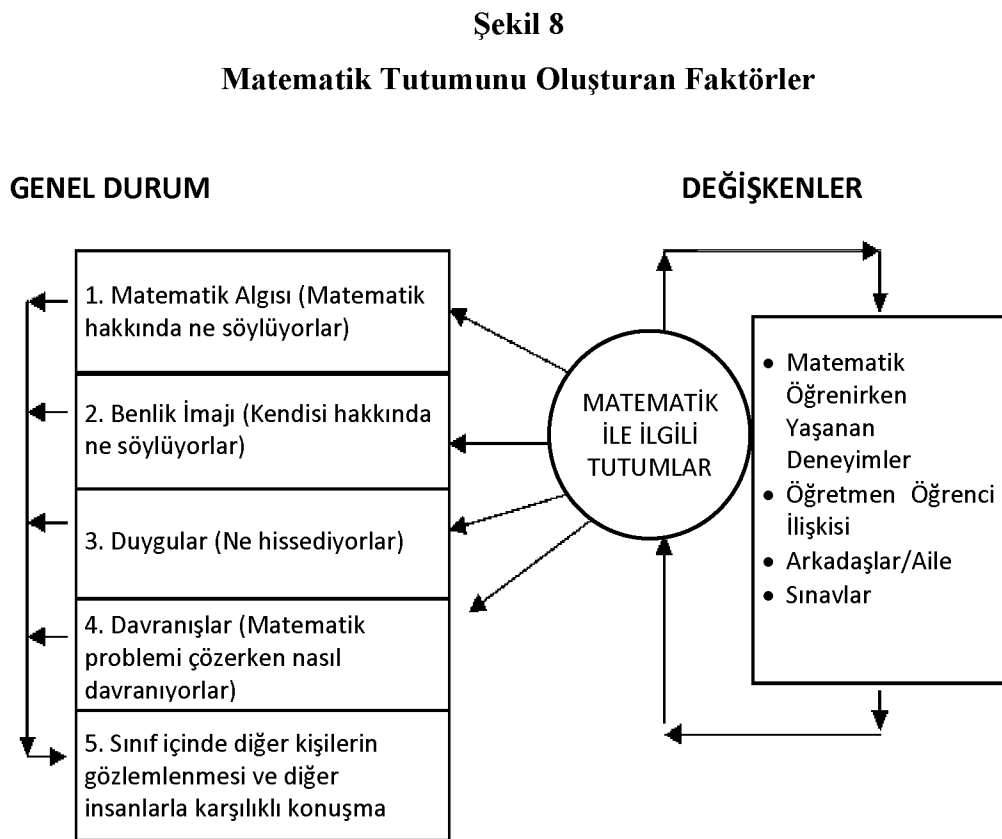 Şekil 8
Matematik Tutumunu Oluşturan Faktörler
GENEL DURUM
1. Matematik Algısı (Matematik
hakkında ne söylüyorlar)
2. Benlik İmajı (Kendisi hakkında
ne söylüyorlar)
3. Duygular (Ne hissediyorlar)
4. Davranışlar (Matematik
problemi çözerken nasıl
davranıyorlar)
5. Sınıf içinde diğer kişilerin
gözlemlenmesi ve diğer
insanlarla karşılıklı konuşma
MATEMATİK
İLE İLGİLİ
TUTUMLAR
DEĞİŞKENLER
• Matematik
Öğrenirken
Yaşanan
Deneyimler
• Öğretmen Öğrenci
İlişkisi
• Arkadaşlar/Aile
• Sınavlar